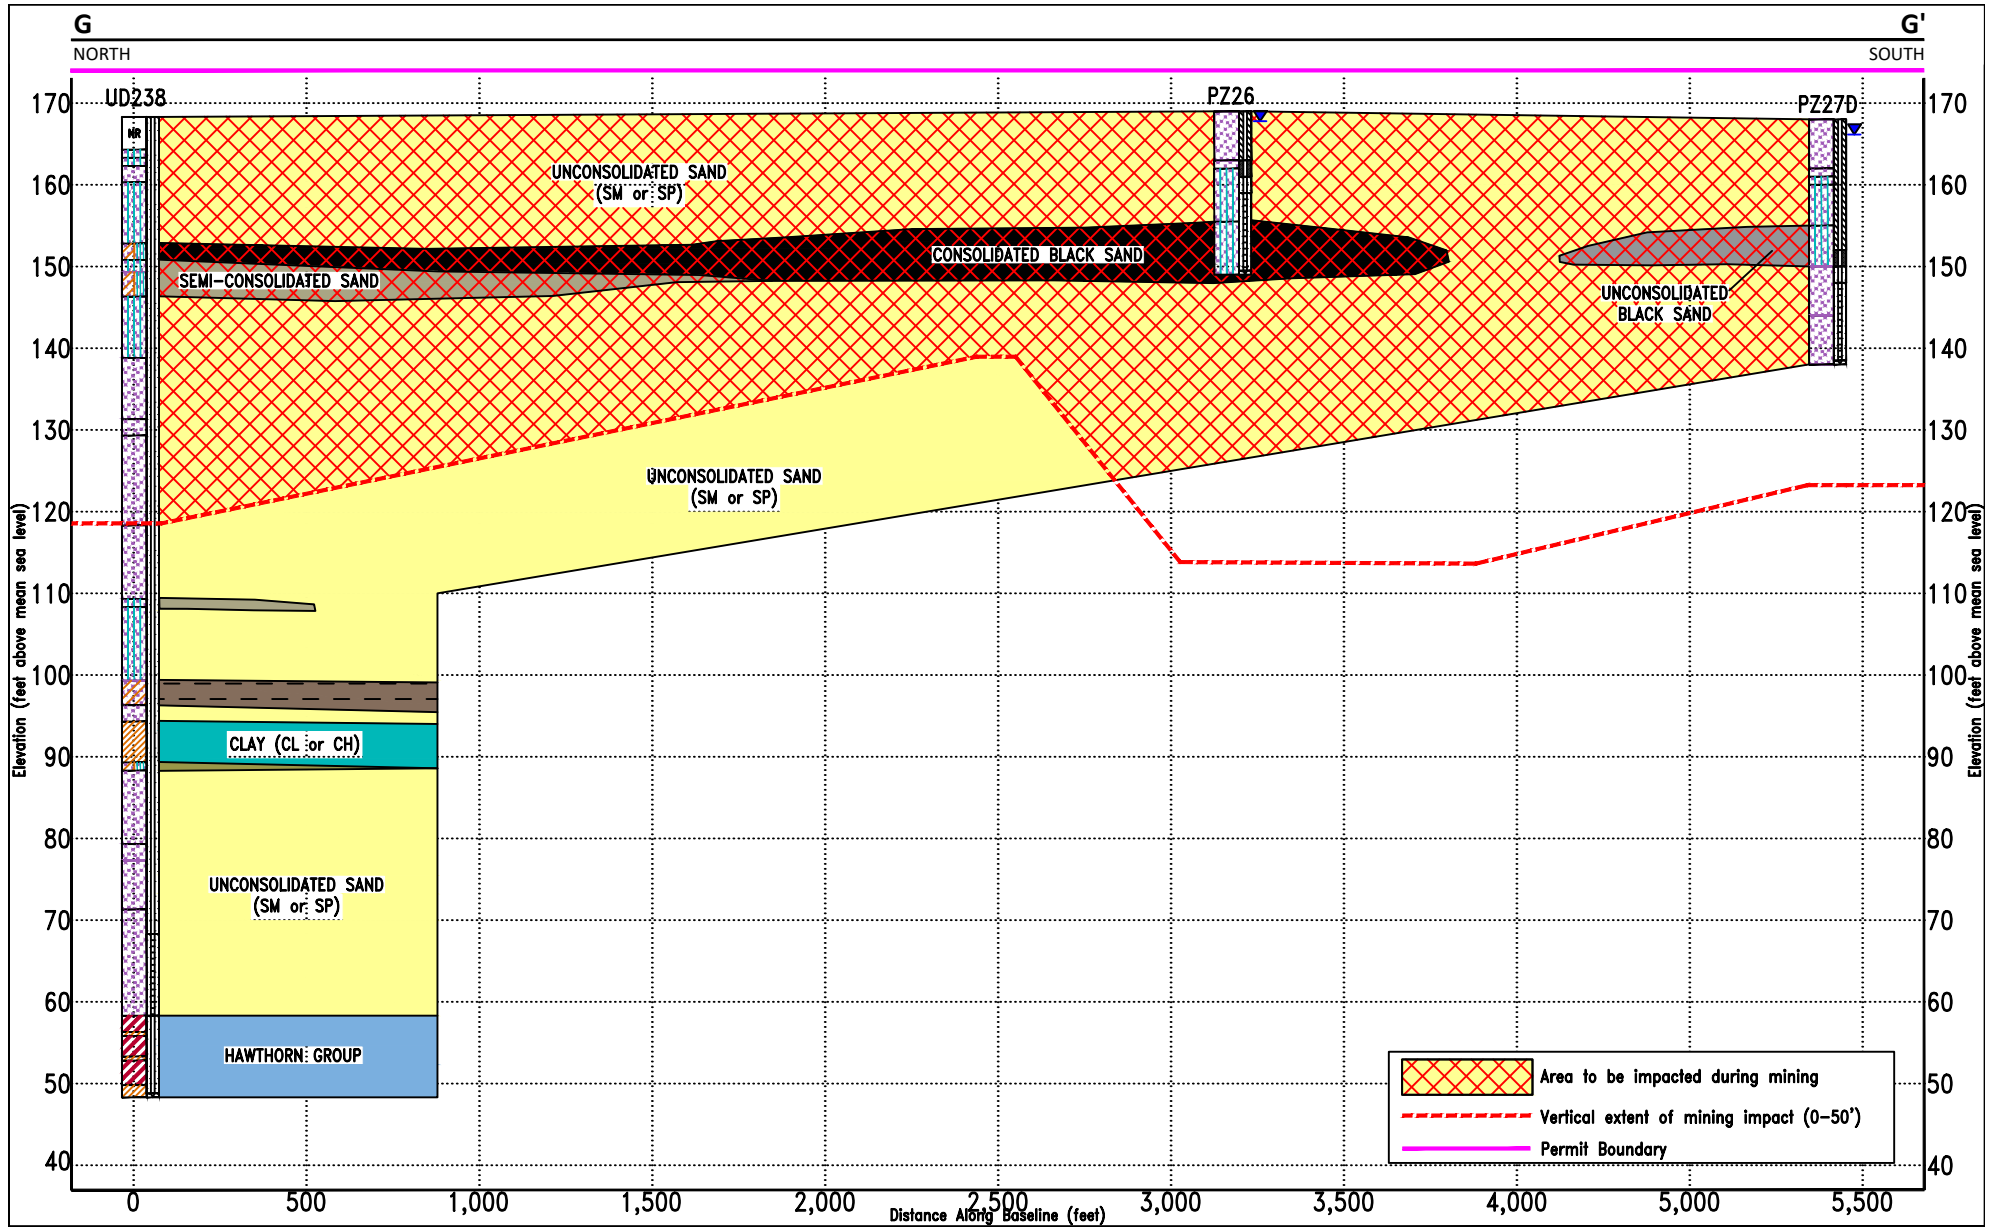 G G'
NORTH SOUTH
UD238 PZ26 PZ27D
170 170
NR
UNCONSOLIDATED SAND
(SM or SP)
160 160
CONSOLIDATED BLACK SAND
150 150
SEMI-CONSOLIDATED SAND
UNCONSOLIDATED
BLACK SAND
140 140
130 130
UNCONSOLIDATED SAND
(SM or SP)
120 120
110 110
100 100
CLAY (CL or CH)
90 90
80 80
UNCONSOLIDATED SAND
(SM or SP)
70 70
60 60
HAWTHORN GROUP
50 50
40 40
Elevation (feet above mean sea level)
Elevation (feet above mean sea level)
Area to be impacted during mining
Vertical extent of mining impact (0-50')
Permit Boundary
0 500 1,000 1,500 2,000 2,500 3,000 3,500 4,000 4,500 5,000 5,500
Distance Along Baseline (feet)